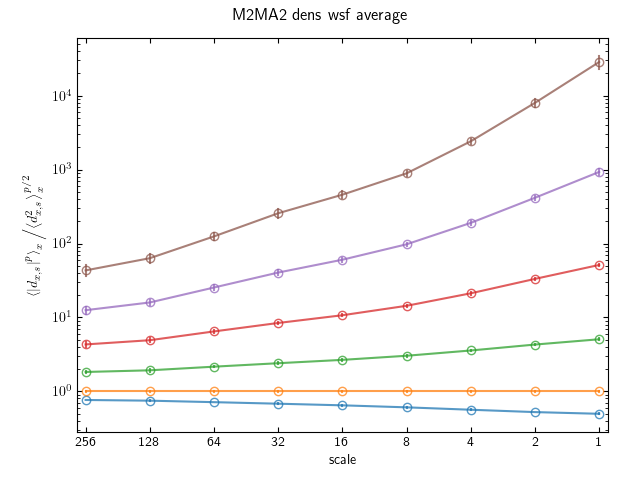 M2MA2 dens wsf average
⟨|d_{x,s}|^p⟩_x / ⟨d_{x,s}^2⟩_x^{p/2}
10^4
10^3
10^2
10^1
10^0
256 128 64 32 16 8 4 2 1
scale